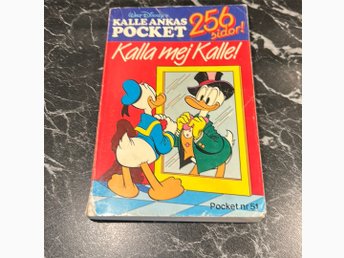 Walt Disney's
KALLE ANKAS
POCKET
256
sidor!
Kalla mej Kalle!
Pocket nr 51